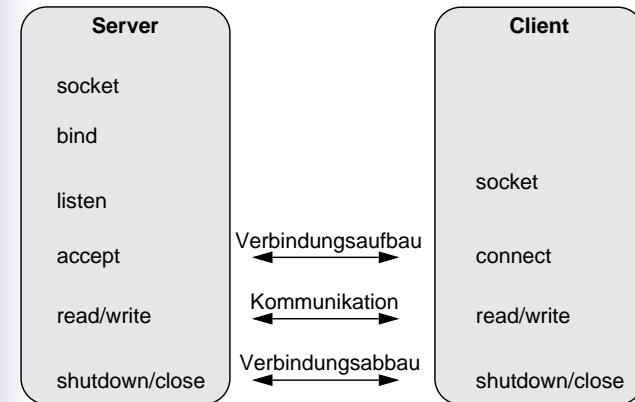 Server
socket
bind
listen
accept
read/write
shutdown/close
Verbindungsaufbau
Kommunikation
Verbindungsabbau
Client
socket
connect
read/write
shutdown/close